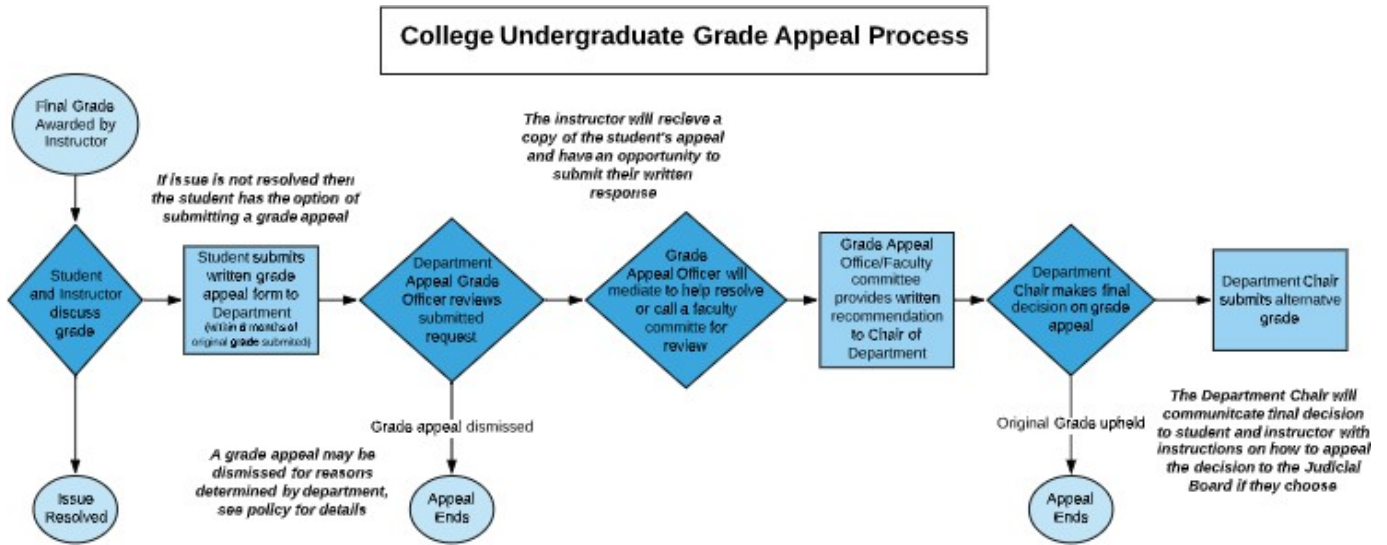 College Undergraduate Grade Appeal Process
Final Grade
Awarded by
Instructor
The instructor will recieve a
copy of the student's appeal
and have an opportunity to
submit their written
response
If issue is not resolved then
the student has the option of
submitting a grade appeal
Student
and Instructor
discuss
grade
Student submits
written grade
appeal form to
Department
(within 6 months of
original grade submited)
Department
Appeal Grade
Officer reviews
submitted
request
Grade
Appeal Officer will
mediate to help resolve
or call a faculty
committe for
review
Grade Appeal
Office/Faculty
committee
provides written
recommendation
to Chair of
Department
Department
Chair makes final
decision on grade
appeal
Department Chair
submits alternatve
grade
Grade appeal dismissed
Original Grade upheld
The Department Chair will
communitcate final decision
to student and instructor with
instructions on how to appeal
the decision to the Judicial
Board if they choose
A grade appeal may be
dismissed for reasons
determined by department,
see policy for details
Issue
Resolved
Appeal
Ends
Appeal
Ends